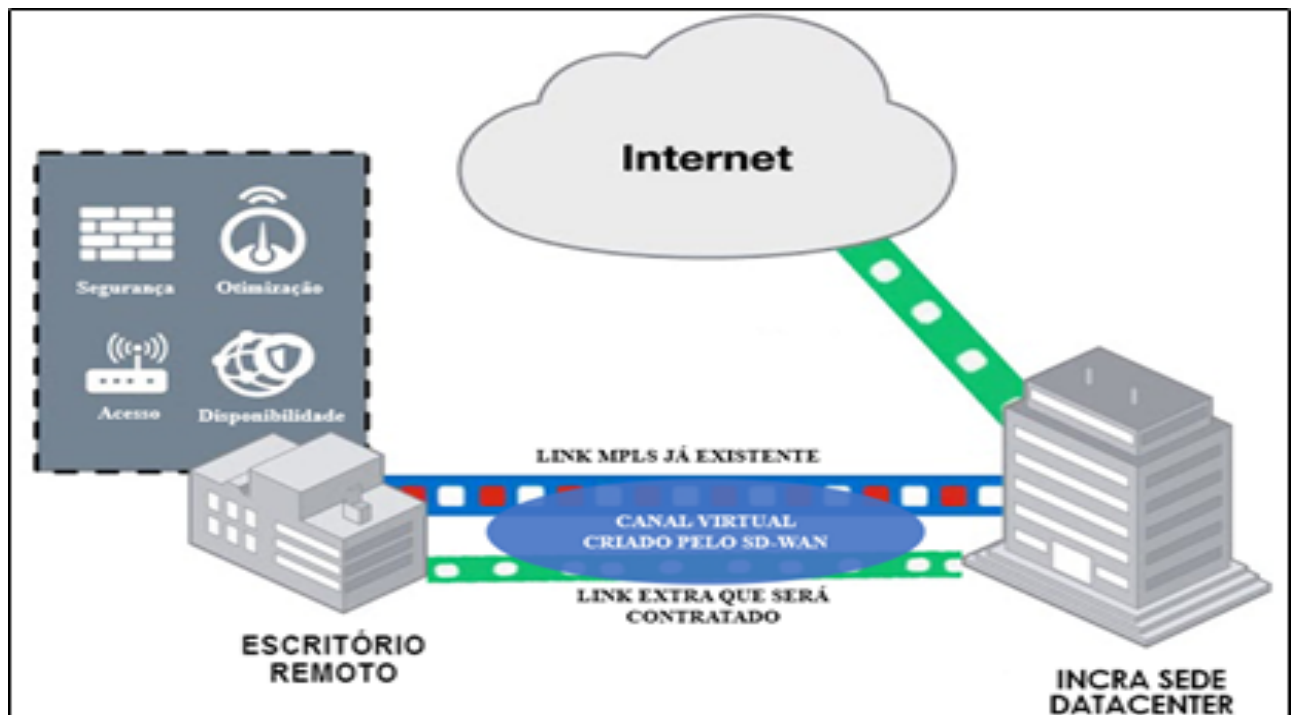 Internet
Segurança
Otimização
Acesso
Disponibilidade
LINK MPLS JÁ EXISTENTE
CANAL VIRTUAL
CRIADO PELO SD-WAN
LINK EXTRA QUE SERÁ
CONTRATADO
ESCRITÓRIO
REMOTO
INCRA SEDE
DATACENTER